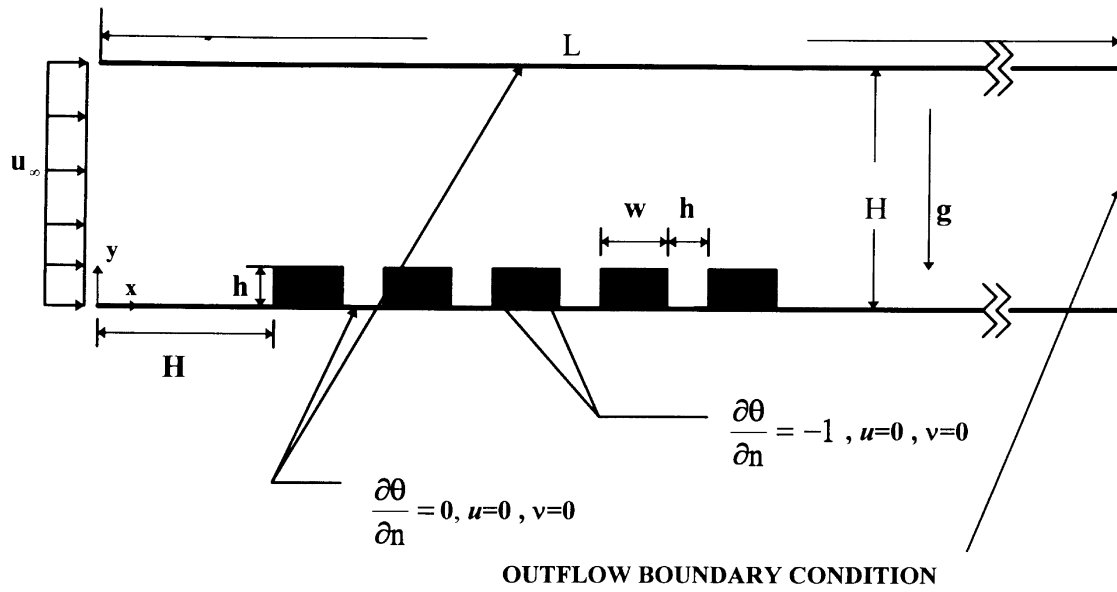 L
u∞
w h
H
g
y
h
x
H
∂θ/∂n = −1 , u=0 , v=0
∂θ/∂n = 0, u=0 , v=0
OUTFLOW BOUNDARY CONDITION